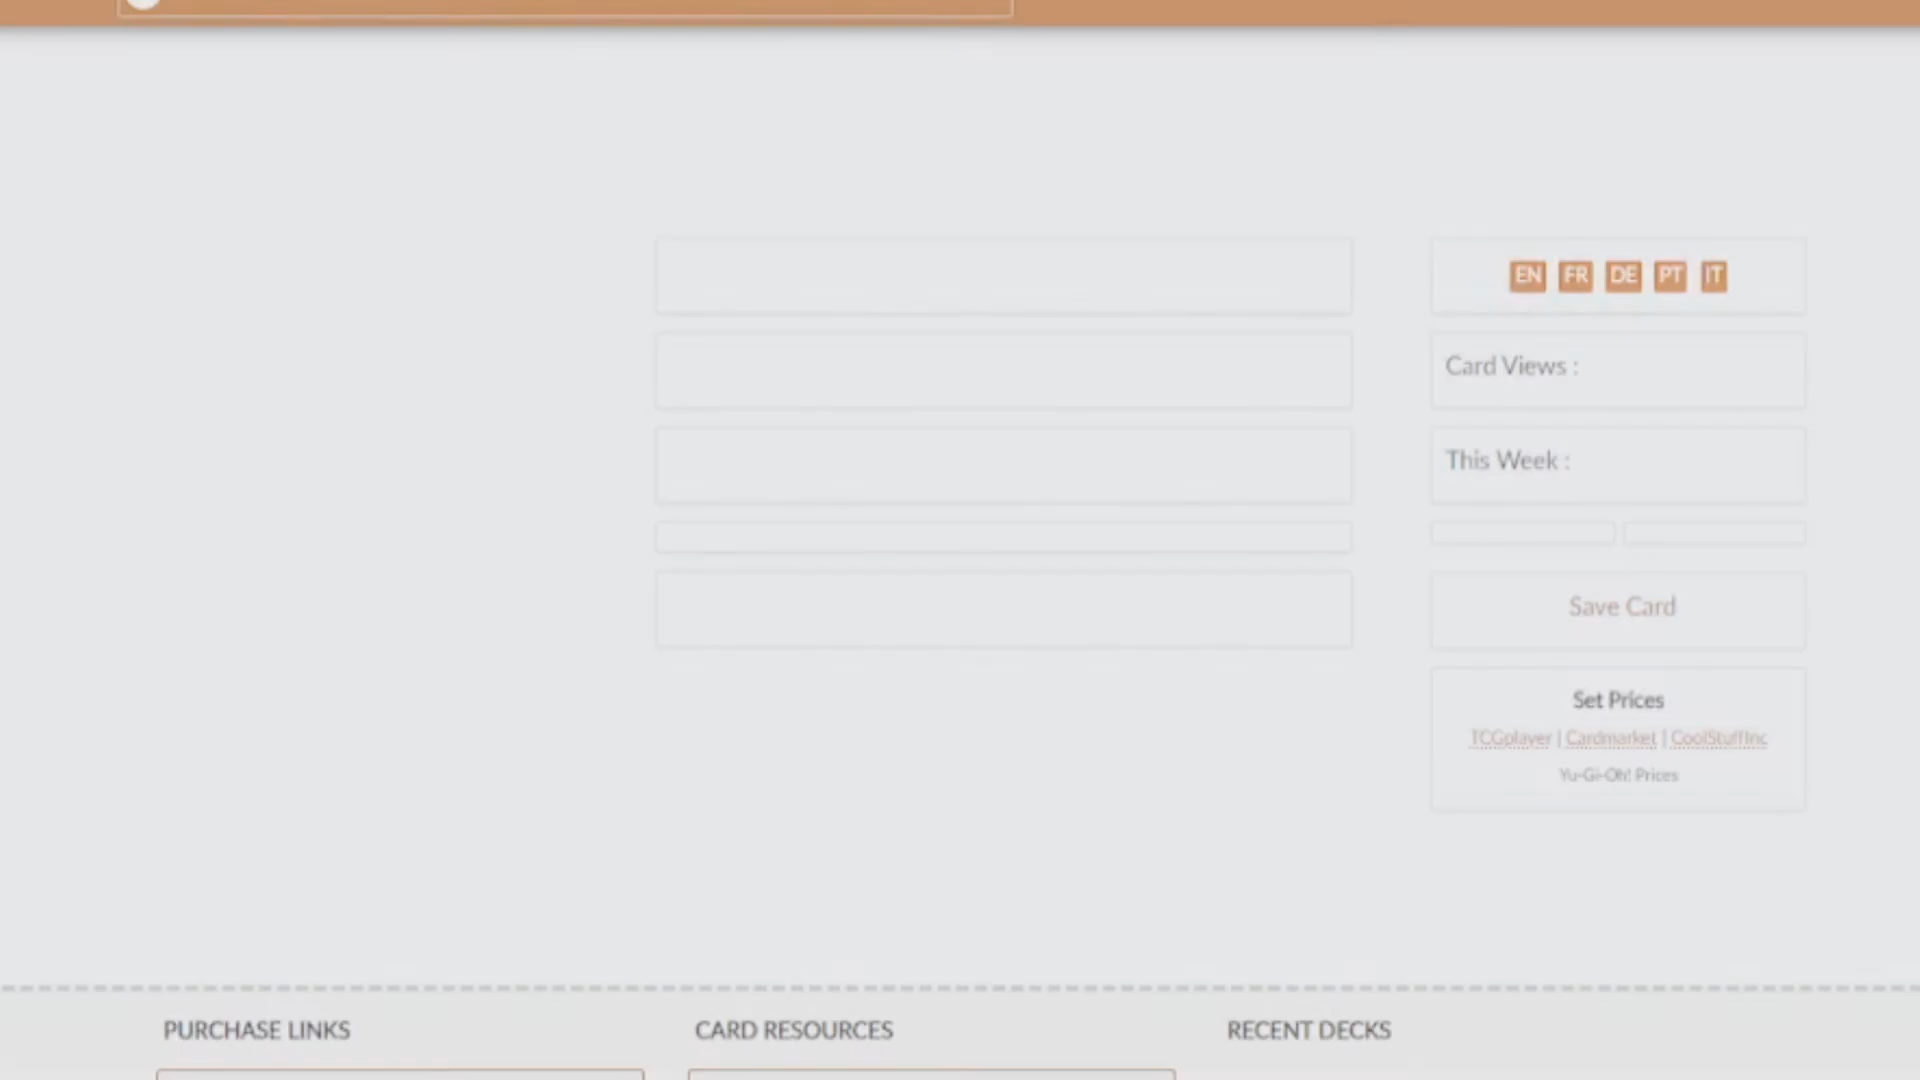 EN FR DE PT IT
Card Views :
This Week :
Save Card
Set Prices
TCGplayer | Cardmarket | CoolStuffInc
Yu-Gi-Oh! Prices
PURCHASE LINKS
CARD RESOURCES
RECENT DECKS